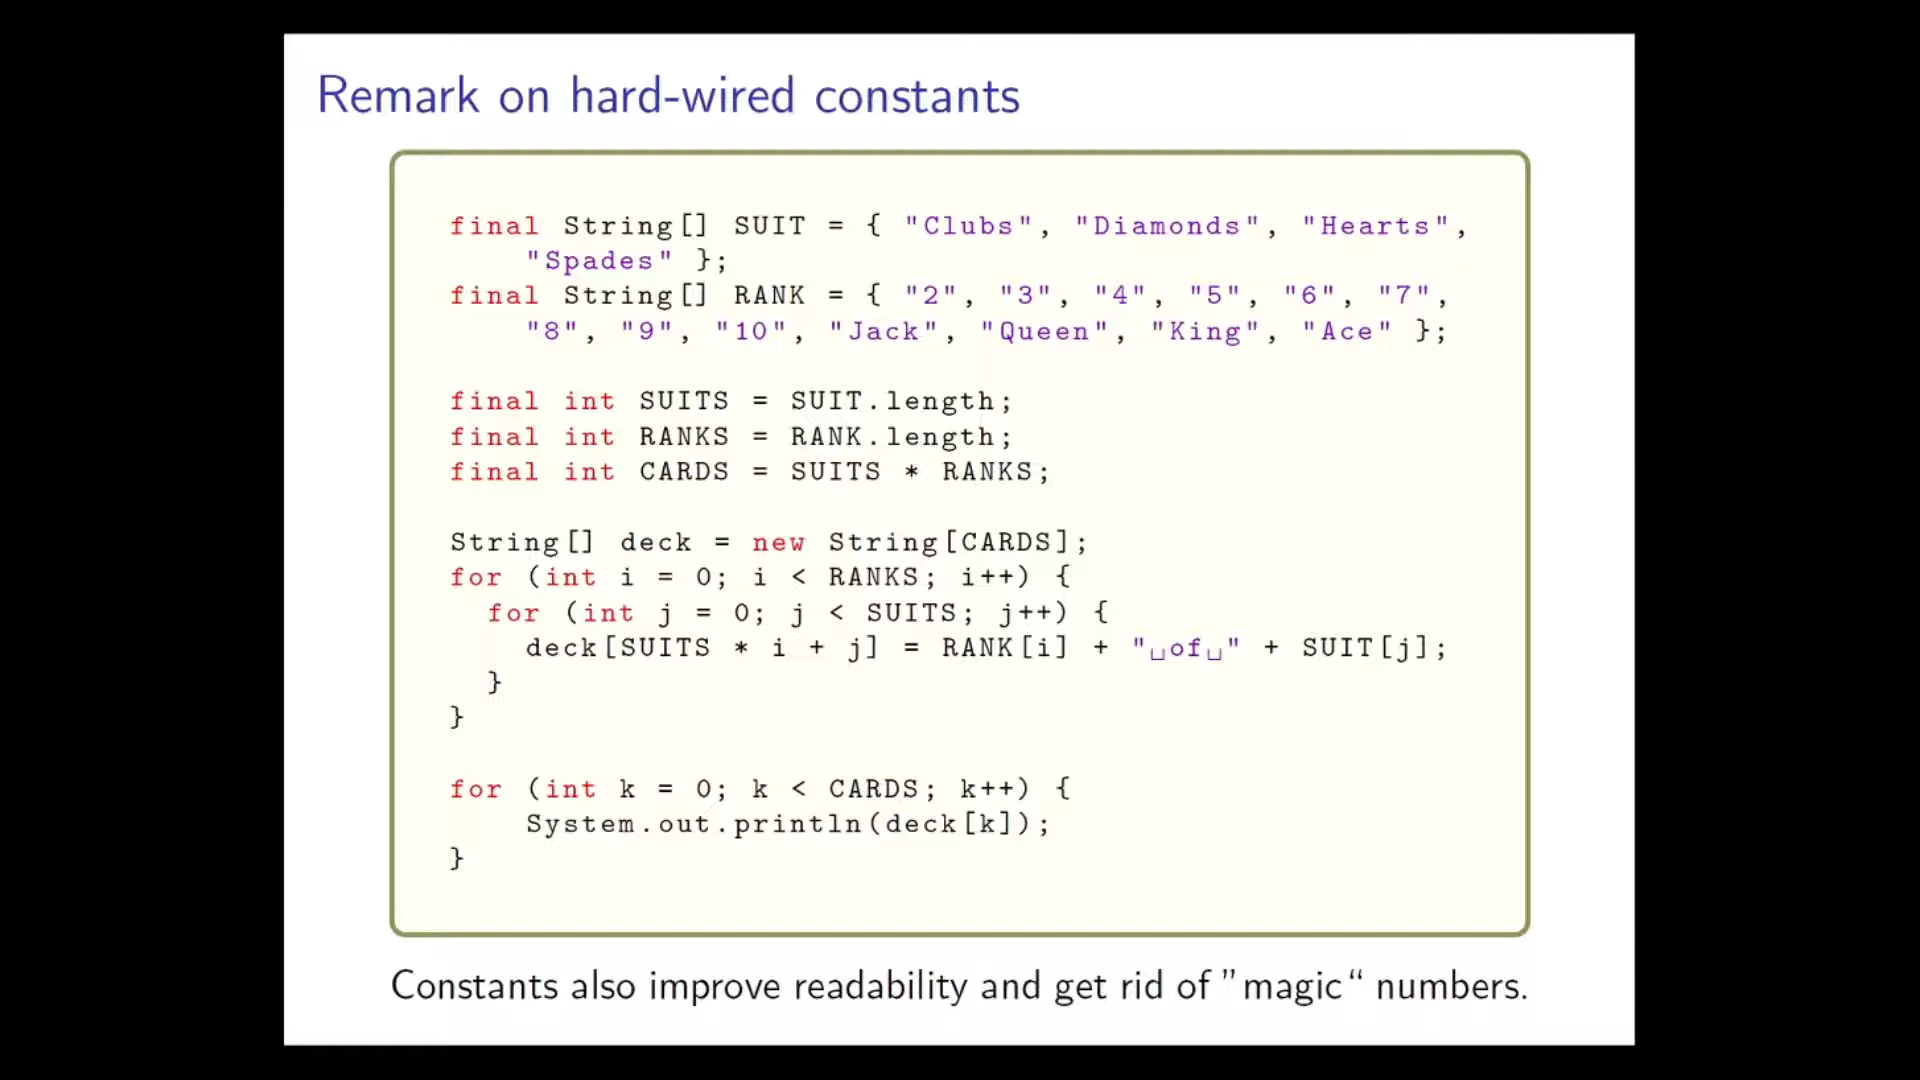 Remark on hard-wired constants
final String[] SUIT = { "Clubs", "Diamonds", "Hearts",
"Spades" };
final String[] RANK = { "2", "3", "4", "5", "6", "7",
"8", "9", "10", "Jack", "Queen", "King", "Ace" };
final int SUITS = SUIT.length;
final int RANKS = RANK.length;
final int CARDS = SUITS * RANKS;
String[] deck = new String[CARDS];
for (int i = 0; i < RANKS; i++) {
for (int j = 0; j < SUITS; j++) {
deck[SUITS * i + j] = RANK[i] + "␣of␣" + SUIT[j];
}
}
for (int k = 0; k < CARDS; k++) {
System.out.println(deck[k]);
}
Constants also improve readability and get rid of ”magic“ numbers.